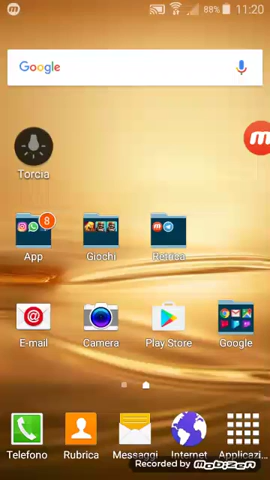 88% 11:20
Google
Torcia
8
App Giochi Retrica
E-mail Camera Play Store Google
Telefono Rubrica Messaggi Internet Applicazi...
Recorded by mobizen